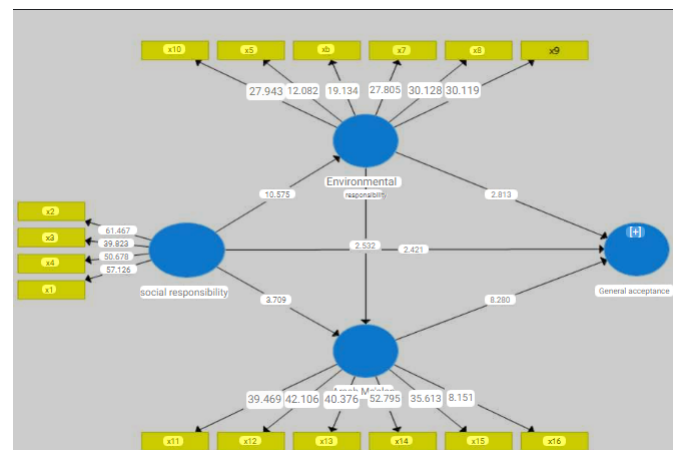 x10 x5 x6 x7 x8 x9
27.943 12.082 19.134 27.805 30.128 30.119
Environmental
responsibility
10.575
2.813
x2
x3
x4
x1
61.467
39.823
50.678
57.126
2.532
2.421
[+]
social responsibility
General acceptance
3.709
8.280
39.469 42.106 40.376 52.795 35.613 8.151
x11 x12 x13 x14 x15 x16